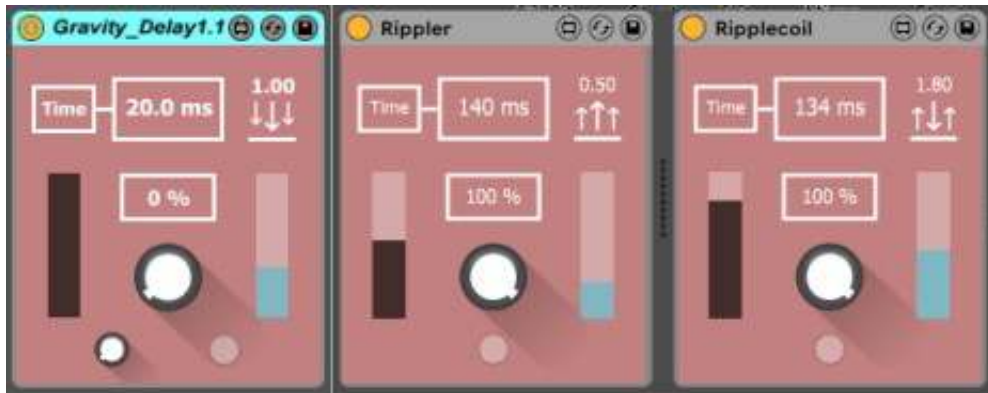 Gravity_Delay1.1
Time
20.0 ms
1.00
0 %
Rippler
Time
140 ms
0.50
100 %
Ripplecoil
Time
134 ms
1.80
100 %